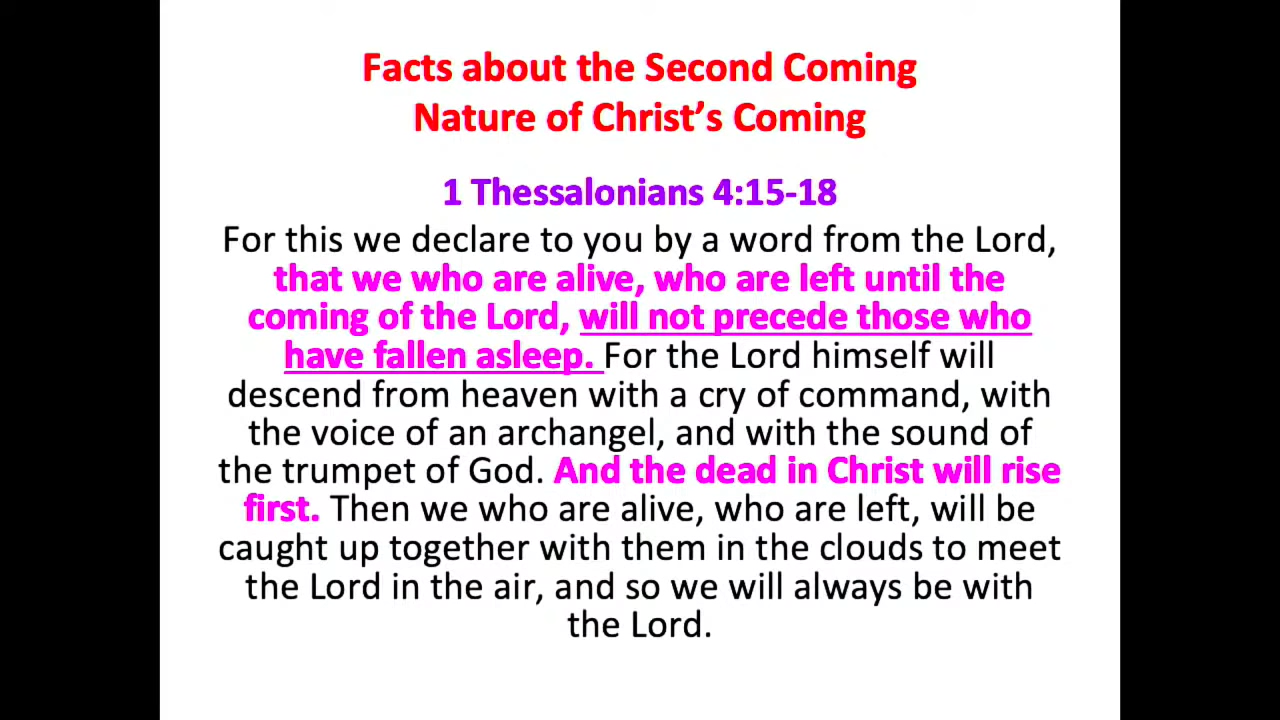 Facts about the Second Coming
Nature of Christ’s Coming
1 Thessalonians 4:15-18
For this we declare to you by a word from the Lord,
that we who are alive, who are left until the
coming of the Lord, will not precede those who
have fallen asleep. For the Lord himself will
descend from heaven with a cry of command, with
the voice of an archangel, and with the sound of
the trumpet of God. And the dead in Christ will rise
first. Then we who are alive, who are left, will be
caught up together with them in the clouds to meet
the Lord in the air, and so we will always be with
the Lord.